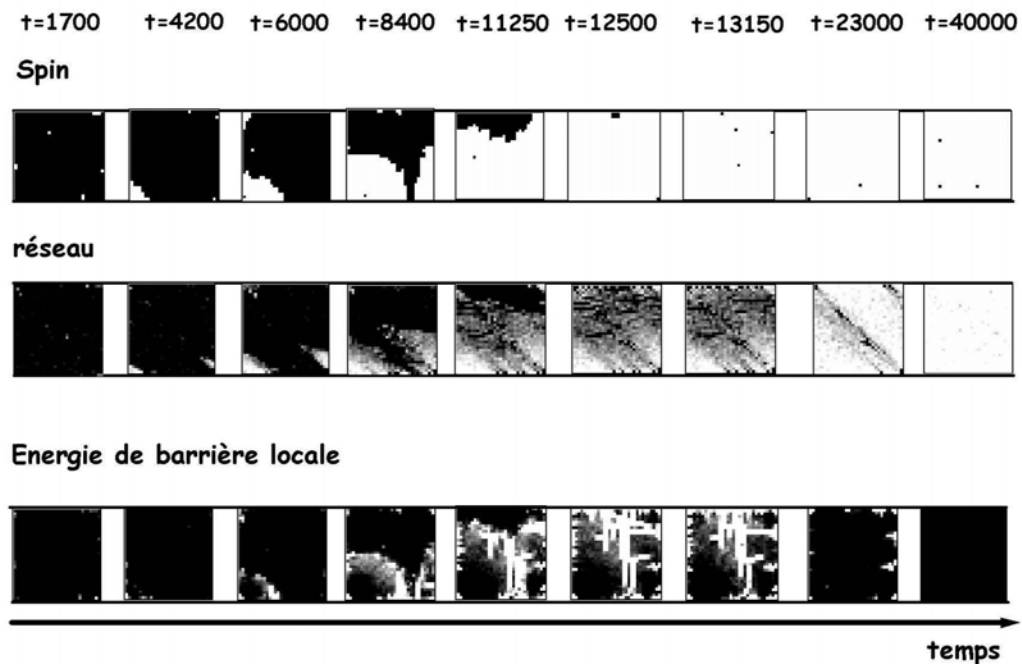 t=1700 t=4200 t=6000 t=8400 t=11250 t=12500 t=13150 t=23000 t=40000
Spin
réseau
Energie de barrière locale
temps